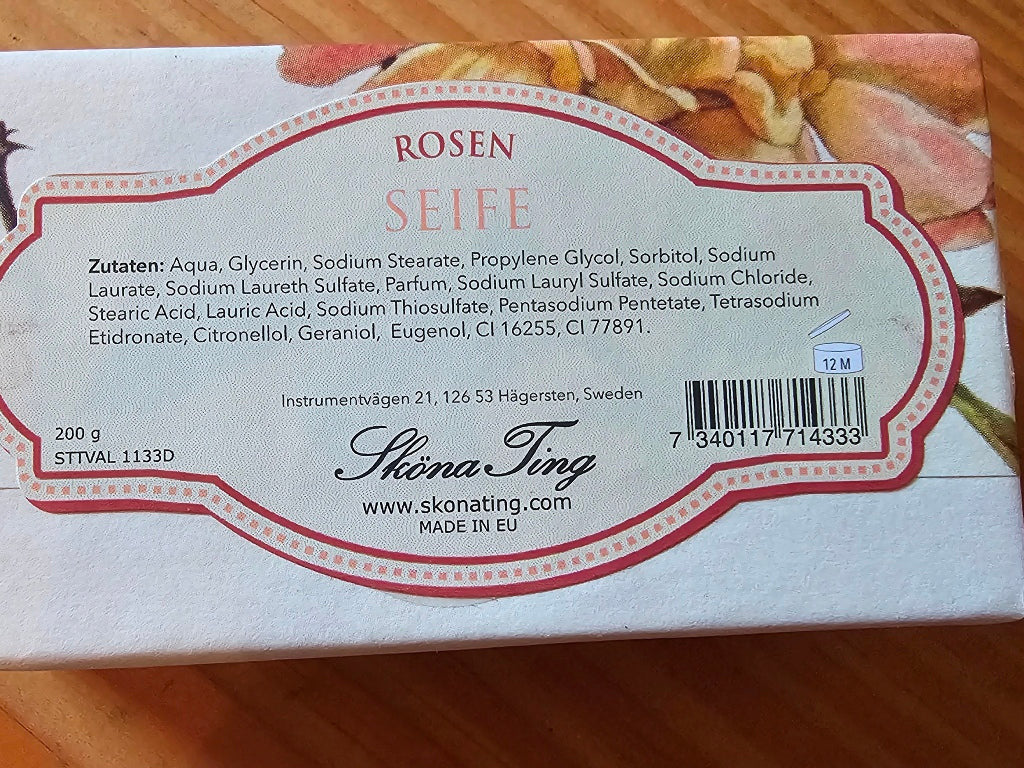 ROSEN
SEIFE
Zutaten: Aqua, Glycerin, Sodium Stearate, Propylene Glycol, Sorbitol, Sodium
Laurate, Sodium Laureth Sulfate, Parfum, Sodium Lauryl Sulfate, Sodium Chloride,
Stearic Acid, Lauric Acid, Sodium Thiosulfate, Pentasodium Pentetate, Tetrasodium
Etidronate, Citronellol, Geraniol, Eugenol, CI 16255, CI 77891.
12 M
Instrumentvägen 21, 126 53 Hägersten, Sweden
7 340117 714333
200 g
STTVAL 1133D
Sköna Ting
www.skonating.com
MADE IN EU